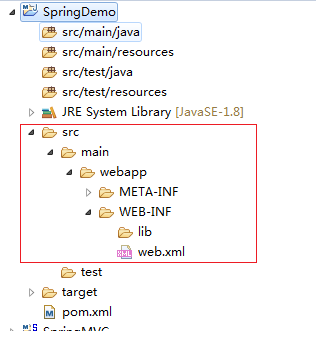 SpringDemo
src/main/java
src/main/resources
src/test/java
src/test/resources
JRE System Library [JavaSE-1.8]
src
main
webapp
META-INF
WEB-INF
lib
web.xml
test
target
pom.xml
SpringMVC